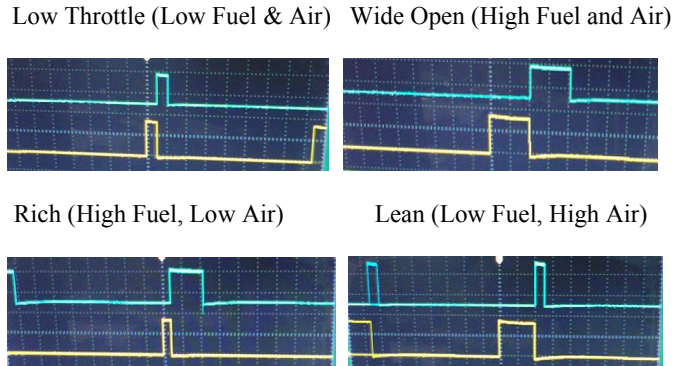 Low Throttle (Low Fuel & Air) Wide Open (High Fuel and Air)
Rich (High Fuel, Low Air) Lean (Low Fuel, High Air)